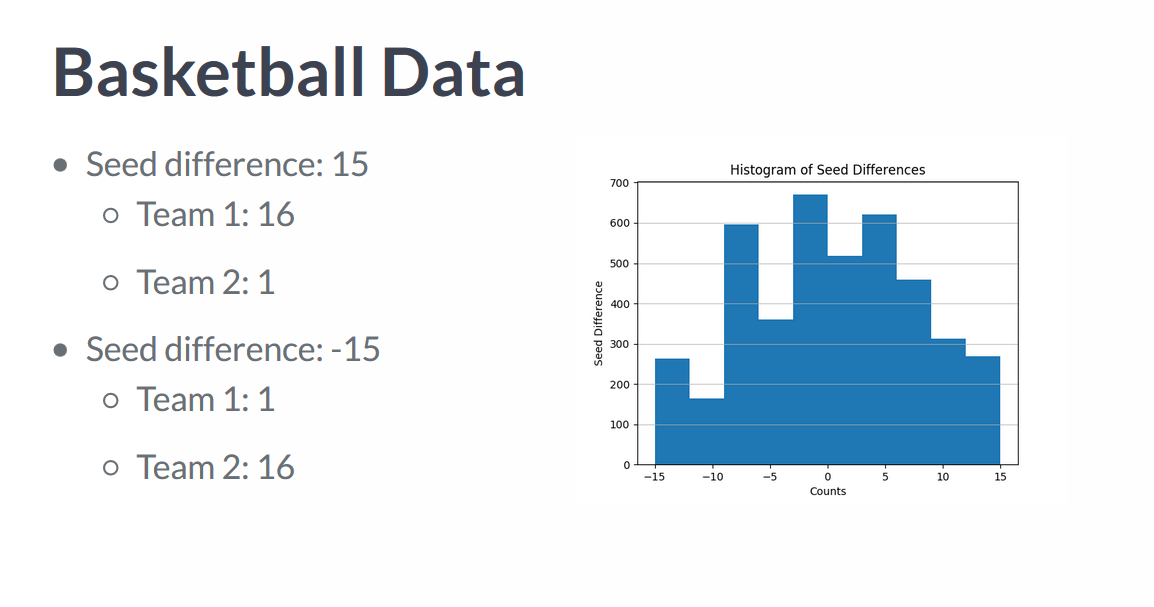 Basketball Data
Seed difference: 15
Team 1: 16
Team 2: 1
Seed difference: -15
Team 1: 1
Team 2: 16
Histogram of Seed Differences
700
600
500
400
300
200
100
0
Seed Difference
−15 −10 −5 0 5 10 15
Counts